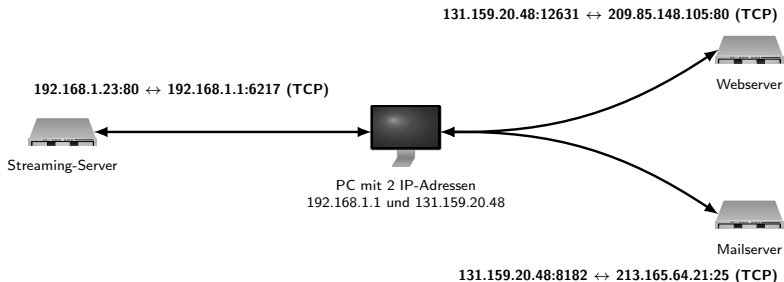 131.159.20.48:12631 ↔ 209.85.148.105:80 (TCP)
Webserver
192.168.1.23:80 ↔ 192.168.1.1:6217 (TCP)
Streaming-Server
PC mit 2 IP-Adressen
192.168.1.1 und 131.159.20.48
Mailserver
131.159.20.48:8182 ↔ 213.165.64.21:25 (TCP)